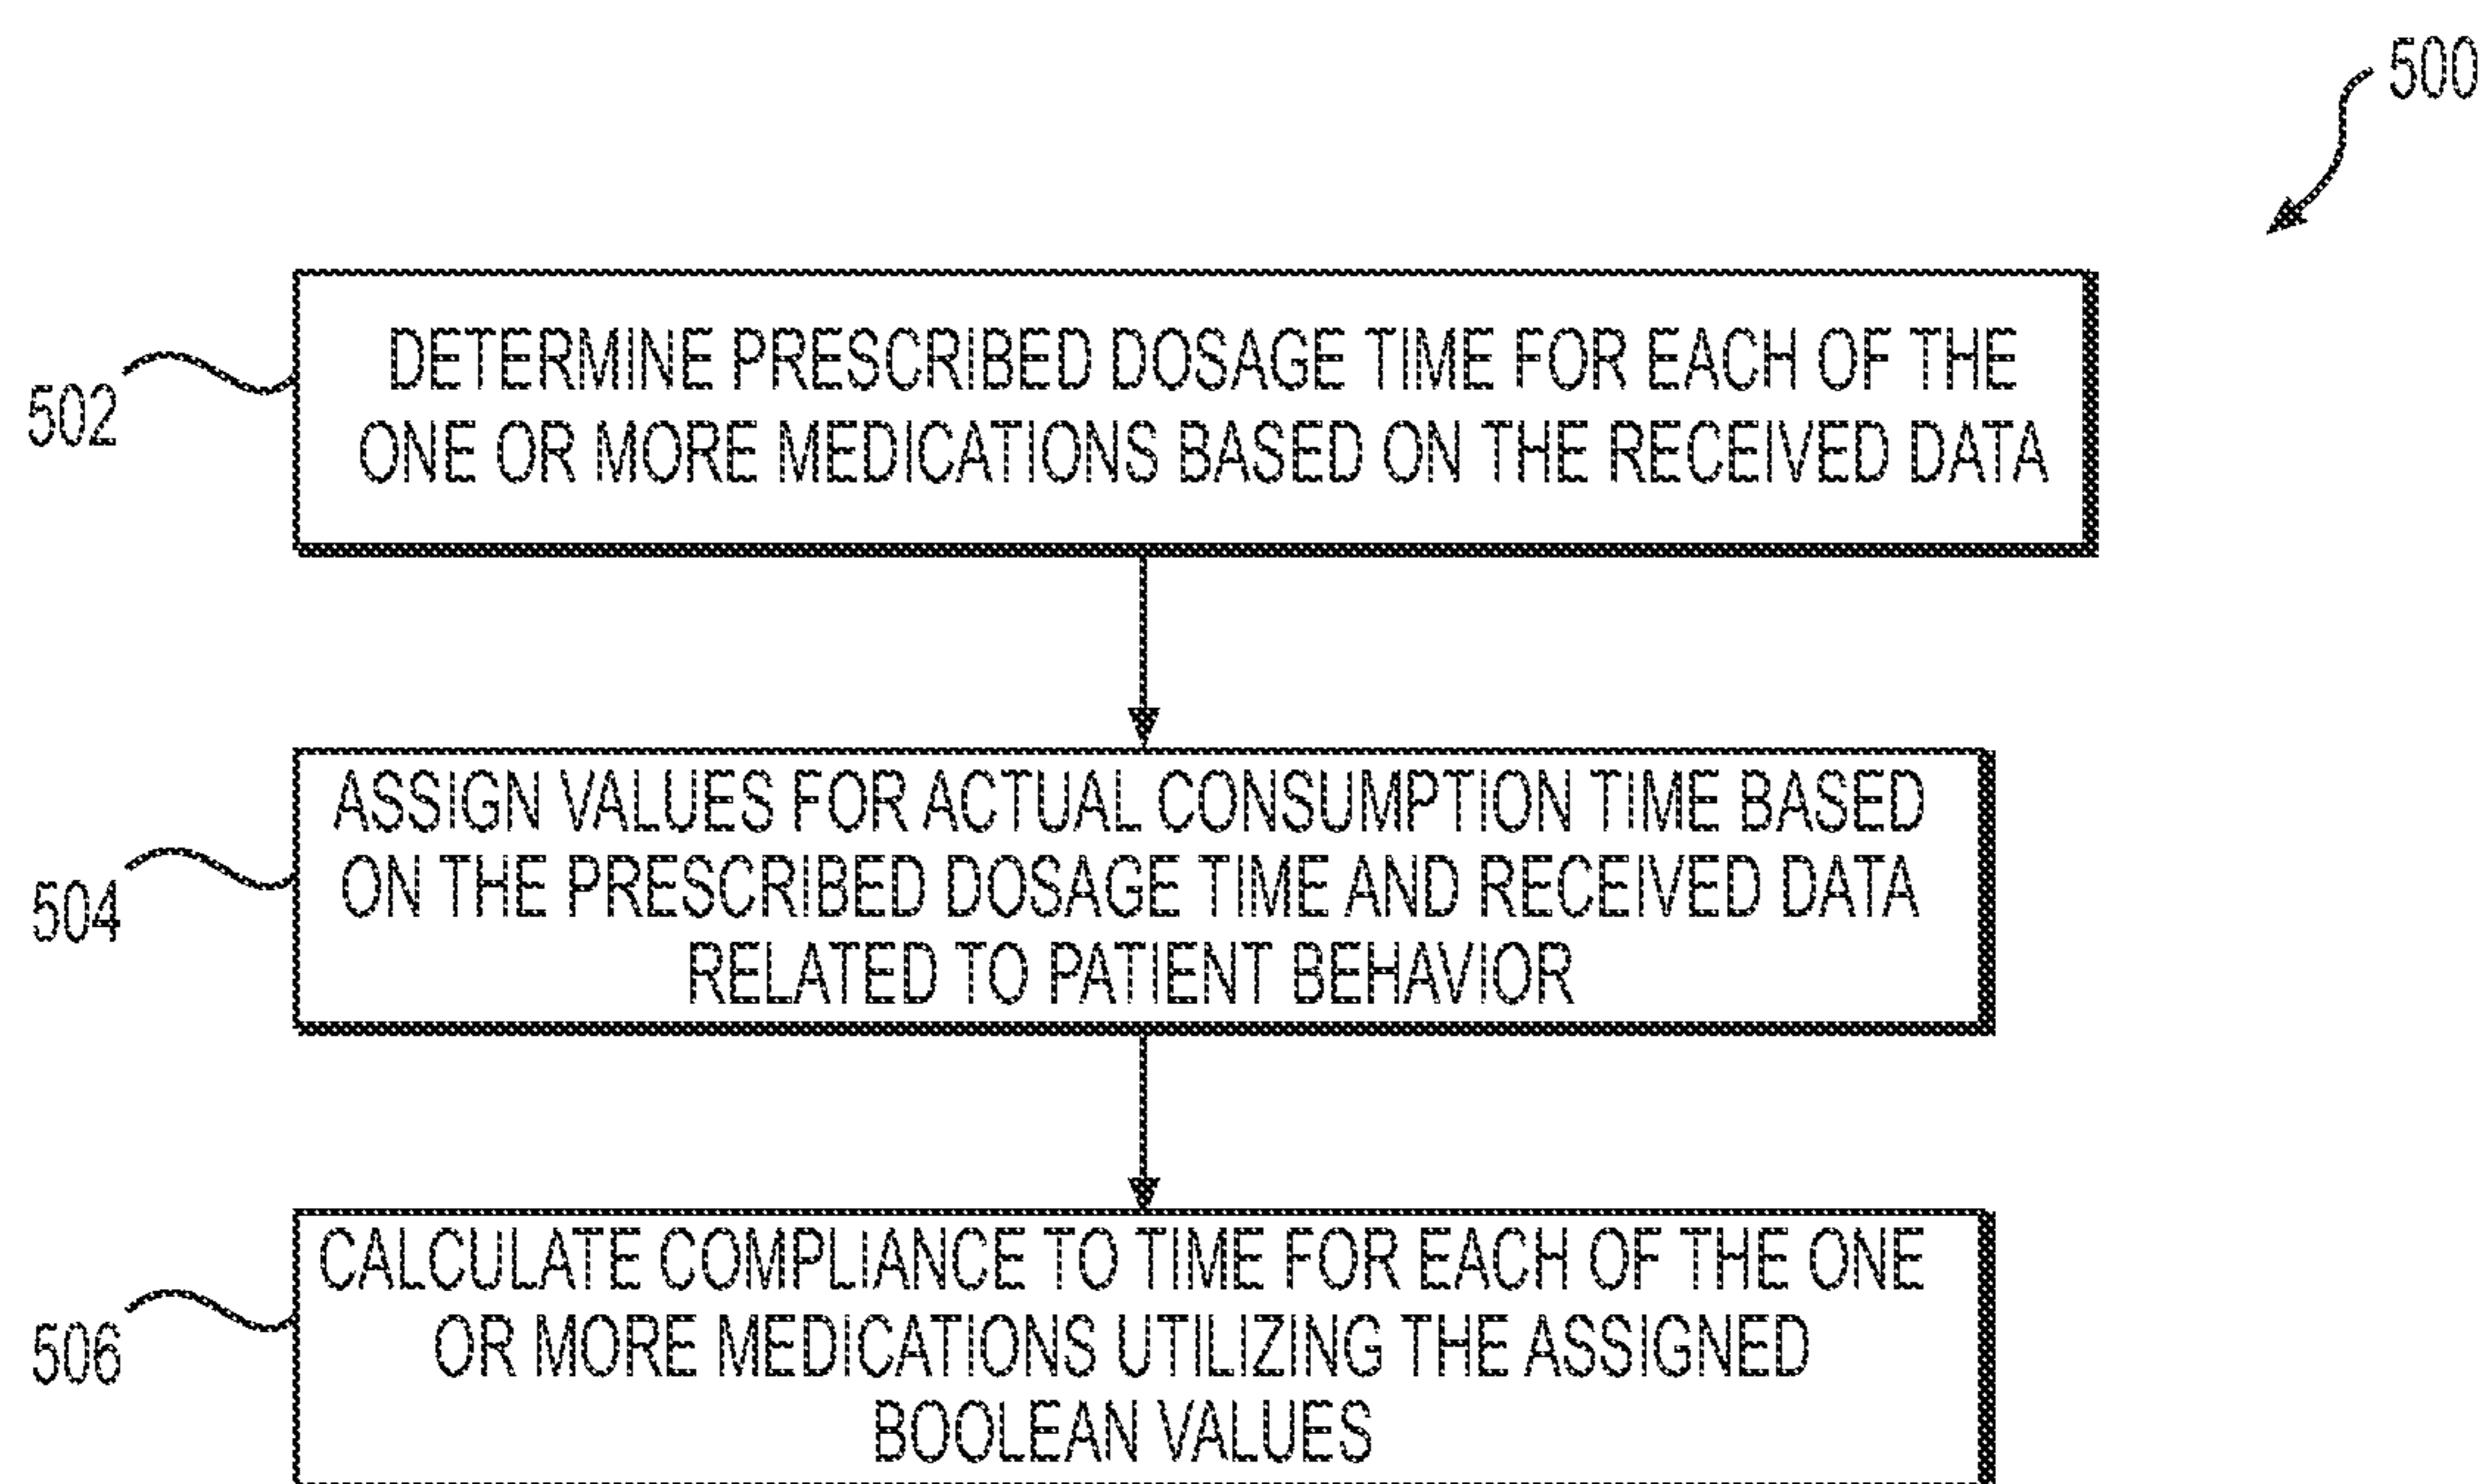 500
502
DETERMINE PRESCRIBED DOSAGE TIME FOR EACH OF THE
ONE OR MORE MEDICATIONS BASED ON THE RECEIVED DATA
504
ASSIGN VALUES FOR ACTUAL CONSUMPTION TIME BASED
ON THE PRESCRIBED DOSAGE TIME AND RECEIVED DATA
RELATED TO PATIENT BEHAVIOR
506
CALCULATE COMPLIANCE TO TIME FOR EACH OF THE ONE
OR MORE MEDICATIONS UTILIZING THE ASSIGNED
BOOLEAN VALUES